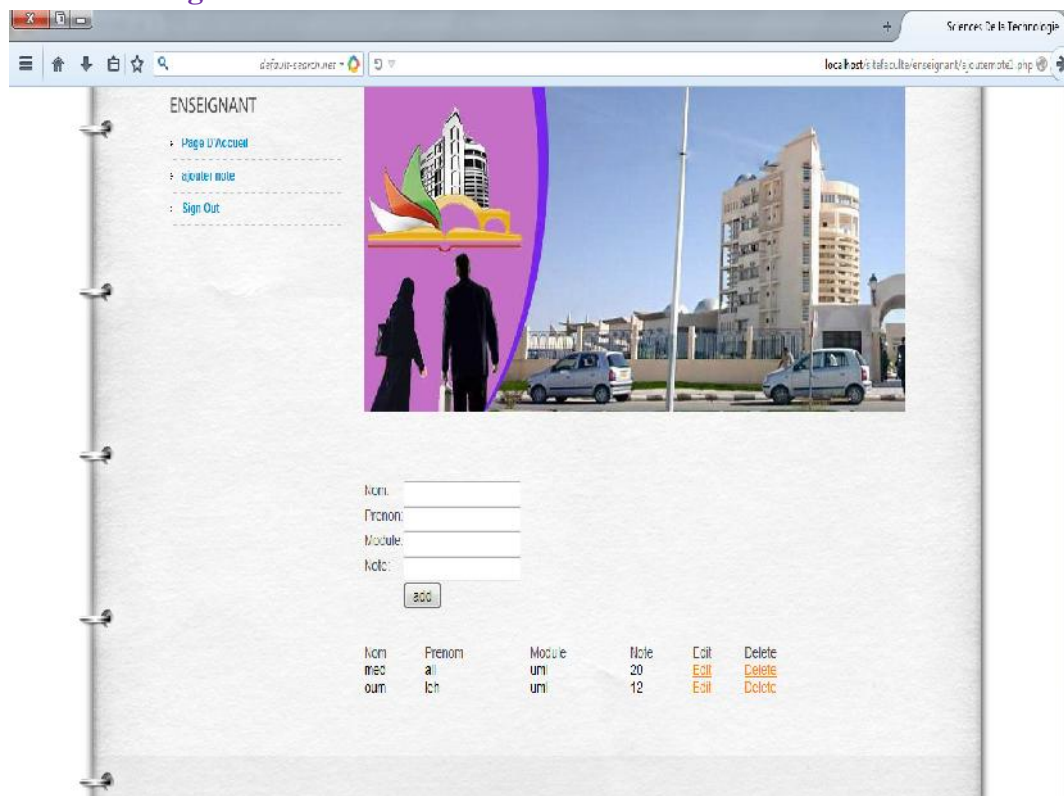 + Sciences De la Technologie
default-search.net
localhost/sitefaculte/enseignant/ajouternote1.php
ENSEIGNANT
Page D'Accueil
ajouter note
Sign Out
Nom:
Prenon:
Module:
Note:
add
Nom Prenom Module Note Edit Delete
med ali uml 20 Edit Delete
oum lch uml 12 Edit Delete